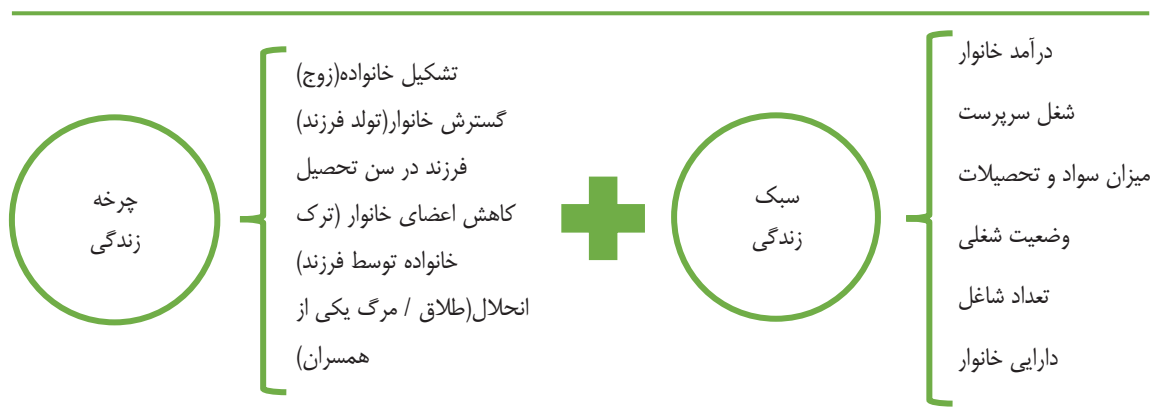 سبک
زندگی
درآمد خانوار
شغل سرپرست
میزان سواد و تحصیلات
وضعیت شغلی
تعداد شاغل
دارایی خانوار
چرخه
زندگی
تشکیل خانواده(زوج)
گسترش خانوار(تولد فرزند)
فرزند در سن تحصیل
کاهش اعضای خانوار (ترک
خانواده توسط فرزند)
انحلال(طلاق / مرگ یکی از
همسران)